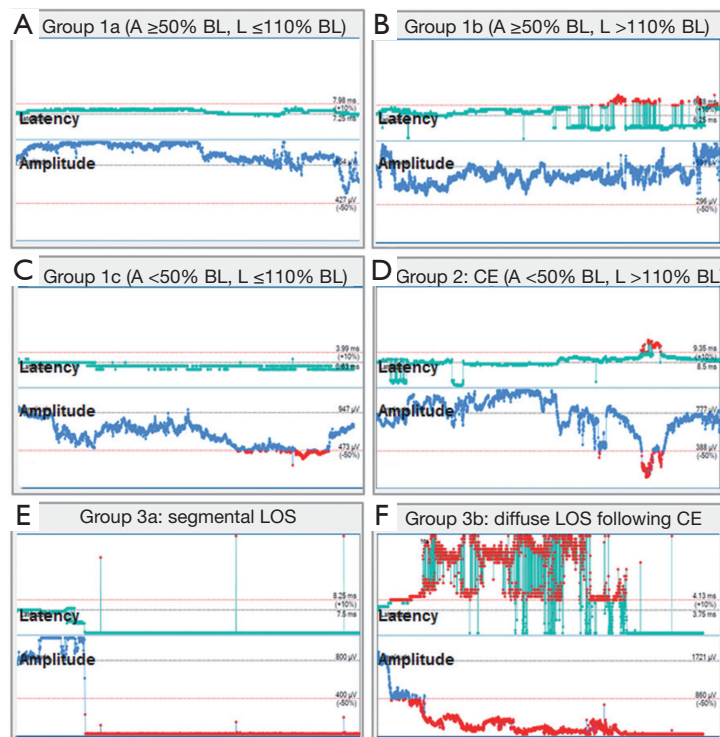 A Group 1a (A ≥50% BL, L ≤110% BL)
7.98 ms
(+10%)
7.25 ms
Latency
Amplitude
427 µV
(-50%)
B Group 1b (A ≥50% BL, L >110% BL)
(+10%)
6.25 ms
Latency
Amplitude
296 µV
(-50%)
C Group 1c (A <50% BL, L ≤110% BL)
3.99 ms
(+10%)
Latency
Amplitude
947 µV
473 µV
(-50%)
D Group 2: CE (A <50% BL, L >110% BL
9.35 ms
(+10%)
8.5 ms
Latency
Amplitude
777 µV
388 µV
(-50%)
E Group 3a: segmental LOS
8.25 ms
(+10%)
7.5 ms
Latency
Amplitude
800 µV
400 µV
(-50%)
F Group 3b: diffuse LOS following CE
4.13 ms
(+10%)
3.75 ms
Latency
Amplitude
1721 µV
860 µV
(-50%)